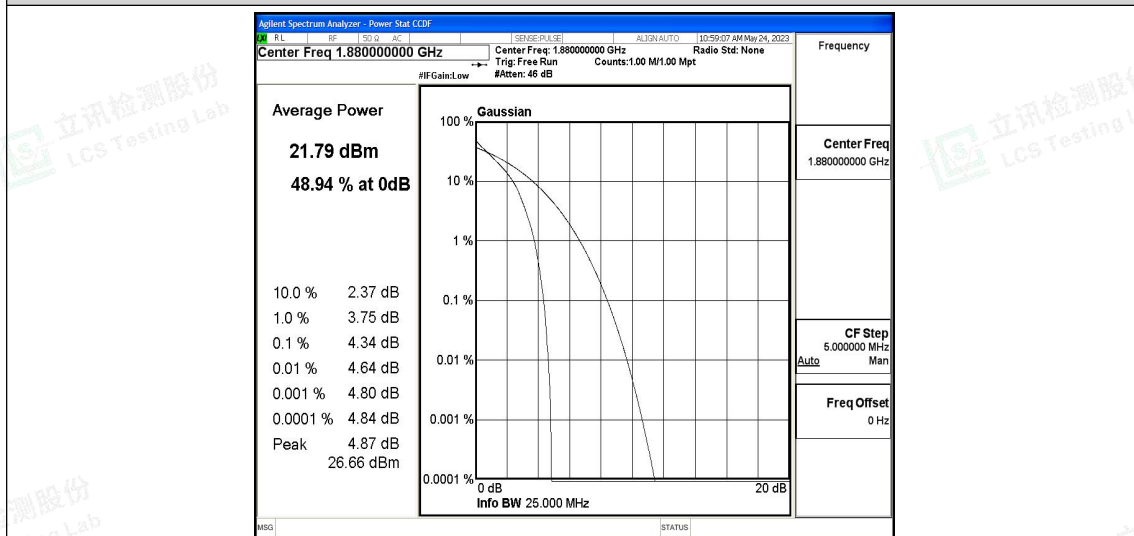 Agilent Spectrum Analyzer - Power Stat CCDF
LXI RL RF 50 Ω AC SENSE:PULSE ALIGN AUTO 10:59:07 AM May 24, 2023
Center Freq 1.880000000 GHz
Center Freq: 1.880000000 GHz Radio Std: None
Trig: Free Run Counts:1.00 M/1.00 Mpt
#IFGain:Low #Atten: 46 dB
Frequency
Average Power
21.79 dBm
48.94 % at 0dB
10.0 % 2.37 dB
1.0 % 3.75 dB
0.1 % 4.34 dB
0.01 % 4.64 dB
0.001 % 4.80 dB
0.0001 % 4.84 dB
Peak 4.87 dB
26.66 dBm
Gaussian
100 %
10 %
1 %
0.1 %
0.01 %
0.001 %
0.0001 %
0 dB 20 dB
Info BW 25.000 MHz
Center Freq
1.880000000 GHz
CF Step
5.000000 MHz
Auto Man
Freq Offset
0 Hz
MSG STATUS
立讯检测股份
LCS Testing Lab
立讯检测股份
LCS Testing L
测股份
ng Lab